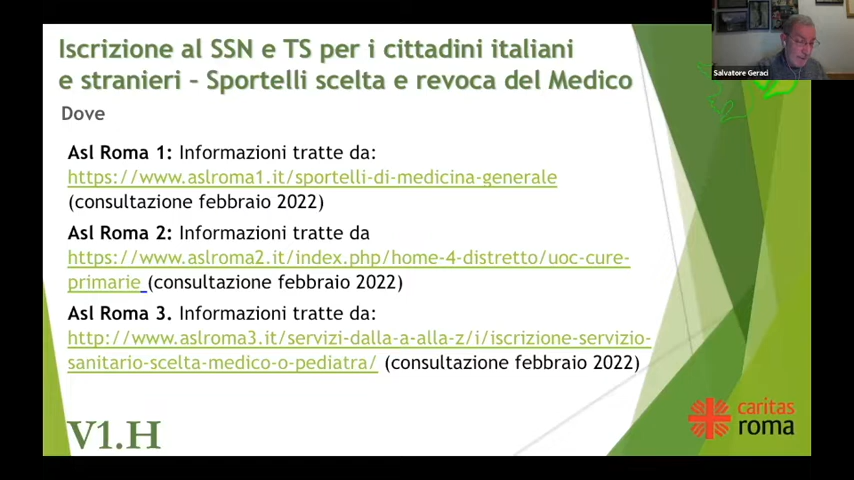 Iscrizione al SSN e TS per i cittadini italiani
e stranieri – Sportelli scelta e revoca del Medico
Salvatore Geraci
Dove
Asl Roma 1: Informazioni tratte da:
https://www.aslroma1.it/sportelli-di-medicina-generale
(consultazione febbraio 2022)
Asl Roma 2: Informazioni tratte da
https://www.aslroma2.it/index.php/home-4-distretto/uoc-cure-
primarie (consultazione febbraio 2022)
Asl Roma 3. Informazioni tratte da:
http://www.aslroma3.it/servizi-dalla-a-alla-z/i/iscrizione-servizio-
sanitario-scelta-medico-o-pediatra/ (consultazione febbraio 2022)
V1.H
caritas
roma